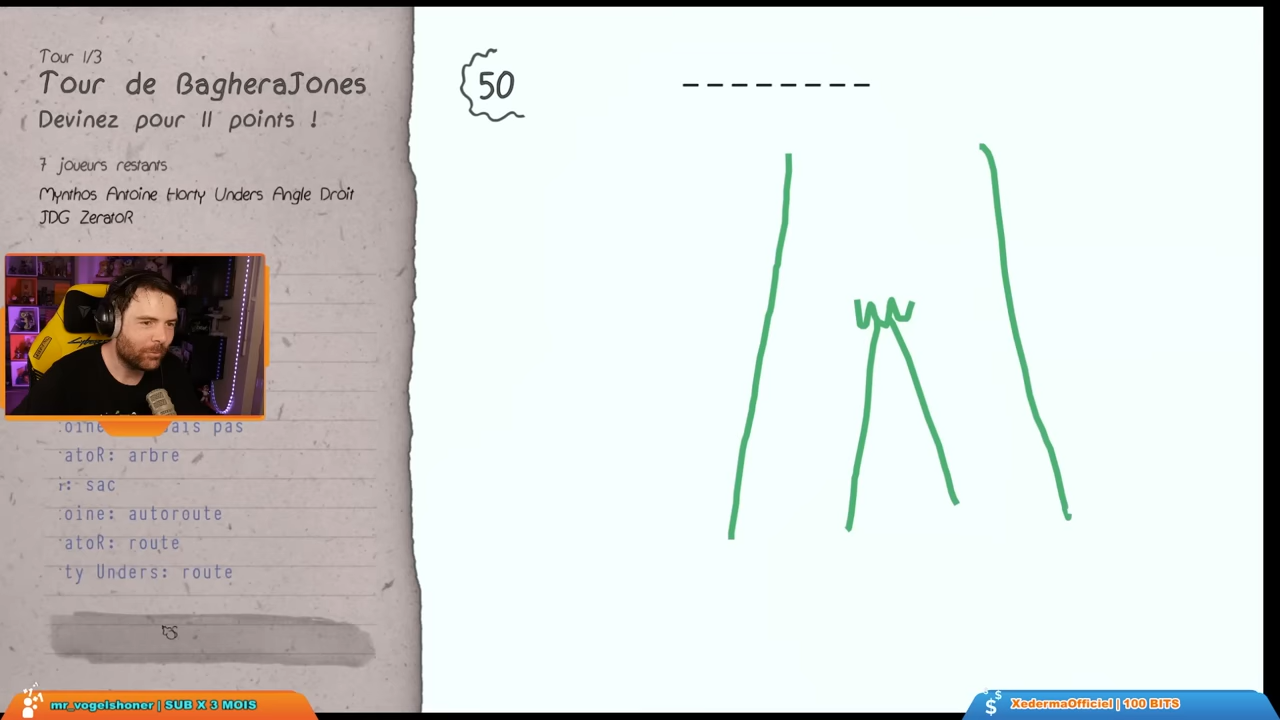 Tour 1/3
Tour de BagheraJones
Devinez pour 11 points !
7 joueurs restants
Mynthos Antoine Horty Unders Angle Droit
JDG ZeratoR
50
oine ais pas
atoR: arbre
r: sac
oine: autoroute
atoR: route
ty Unders: route
mr_vogelshoner | SUB X 3 MOIS
XedermaOfficiel | 100 BITS